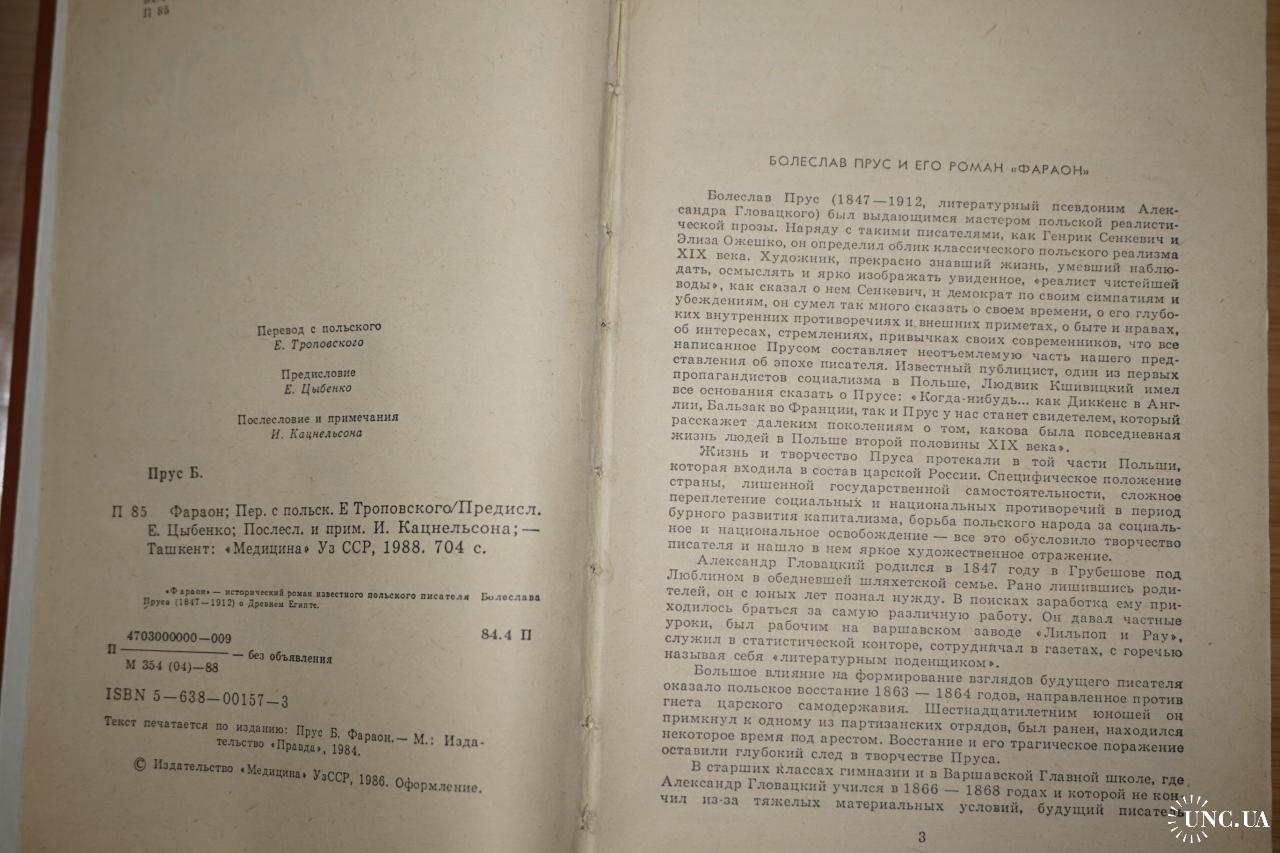 П 85
Перевод с польского
Е. Троповского
Предисловие
Е. Цыбенко
Послесловие и примечания
И. Кацнельсона
Прус Б.
П 85 Фараон; Пер. с польск. Е Троповского/Предисл.
Е. Цыбенко; Послесл. и прим. И. Кацнельсона; —
Ташкент: «Медицина» Уз ССР, 1988. 704 с.
«Фараон» — исторический роман известного польского писателя Болеслава
Пруса (1847—1912) о Древнем Египте.
4703000000—009
84.4 П
П — без объявления
М 354 (04)—88
ISBN 5—638—00157—3
Текст печатается по изданию: Прус Б. Фараон.— М.: Изда-
тельство «Правда», 1984.
© Издательство «Медицина» УзССР, 1986. Оформление.
БОЛЕСЛАВ ПРУС И ЕГО РОМАН «ФАРАОН»
Болеслав Прус (1847—1912, литературный псевдоним Алек-
сандра Гловацкого) был выдающимся мастером польской реалисти-
ческой прозы. Наряду с такими писателями, как Генрик Сенкевич и
Элиза Ожешко, он определил облик классического польского реализма
XIX века. Художник, прекрасно знавший жизнь, умевший наблю-
дать, осмыслять и ярко изображать увиденное, «реалист чистейшей
воды», как сказал о нем Сенкевич, и демократ по своим симпатиям и
убеждениям, он сумел так много сказать о своем времени, о его глубо-
ких внутренних противоречиях и внешних приметах, о быте и нравах,
об интересах, стремлениях, привычках своих современников, что все
написанное Прусом составляет неотъемлемую часть нашего пред-
ставления об эпохе писателя. Известный публицист, один из первых
пропагандистов социализма в Польше, Людвик Кшивицкий имел
все основания сказать о Прусе: «Когда-нибудь... как Диккенс в Анг-
лии, Бальзак во Франции, так и Прус у нас станет свидетелем, который
расскажет далеким поколениям о том, какова была повседневная
жизнь людей в Польше второй половины XIX века».
Жизнь и творчество Пруса протекали в той части Польши,
которая входила в состав царской России. Специфическое положение
страны, лишенной государственной самостоятельности, сложное
переплетение социальных и национальных противоречий в период
бурного развития капитализма, борьба польского народа за социаль-
ное и национальное освобождение — все это обусловило творчество
писателя и нашло в нем яркое художественное отражение.
Александр Гловацкий родился в 1847 году в Грубешове под
Люблином в обедневшей шляхетской семье. Рано лишившись роди-
телей, он с юных лет познал нужду. В поисках заработка ему при-
ходилось браться за самую различную работу. Он давал частные
уроки, был рабочим на варшавском заводе «Лильпоп и Рау»,
служил в статистической конторе, сотрудничал в газетах, с горечью
называя себя «литературным поденщиком».
Большое влияние на формирование взглядов будущего писателя
оказало польское восстание 1863 — 1864 годов, направленное против
гнета царского самодержавия. Шестнадцатилетним юношей он
примкнул к одному из партизанских отрядов, был ранен, находился
некоторое время под арестом. Восстание и его трагическое поражение
оставили глубокий след в творчестве Пруса.
В старших классах гимназии и в Варшавской Главной школе, где
Александр Гловацкий учился в 1866 — 1868 годах и которой не кон-
чил из-за тяжелых материальных условий, будущий писатель
3
UNC.UA